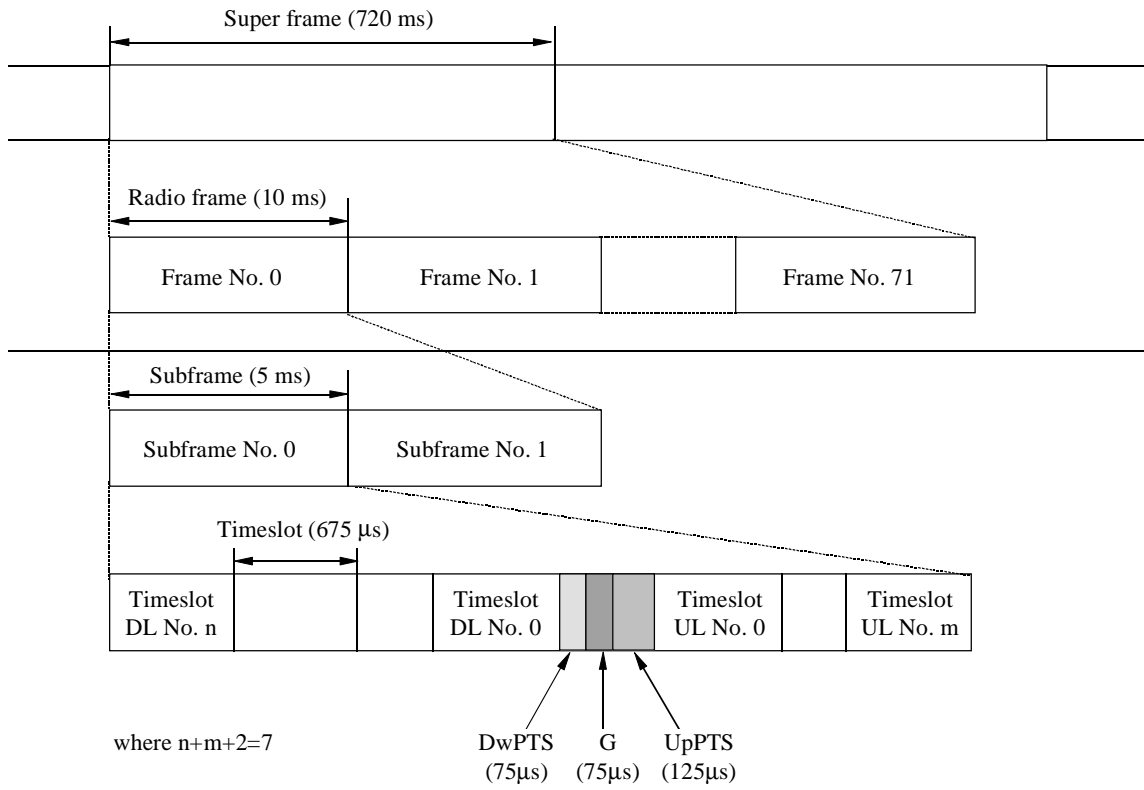 Super frame (720 ms)
Radio frame (10 ms)
Frame No. 0
Frame No. 1
Frame No. 71
Subframe (5 ms)
Subframe No. 0
Subframe No. 1
Timeslot (675 μs)
Timeslot
DL No. n
Timeslot
DL No. 0
Timeslot
UL No. 0
Timeslot
UL No. m
where n+m+2=7
DwPTS
(75μs)
G
(75μs)
UpPTS
(125μs)